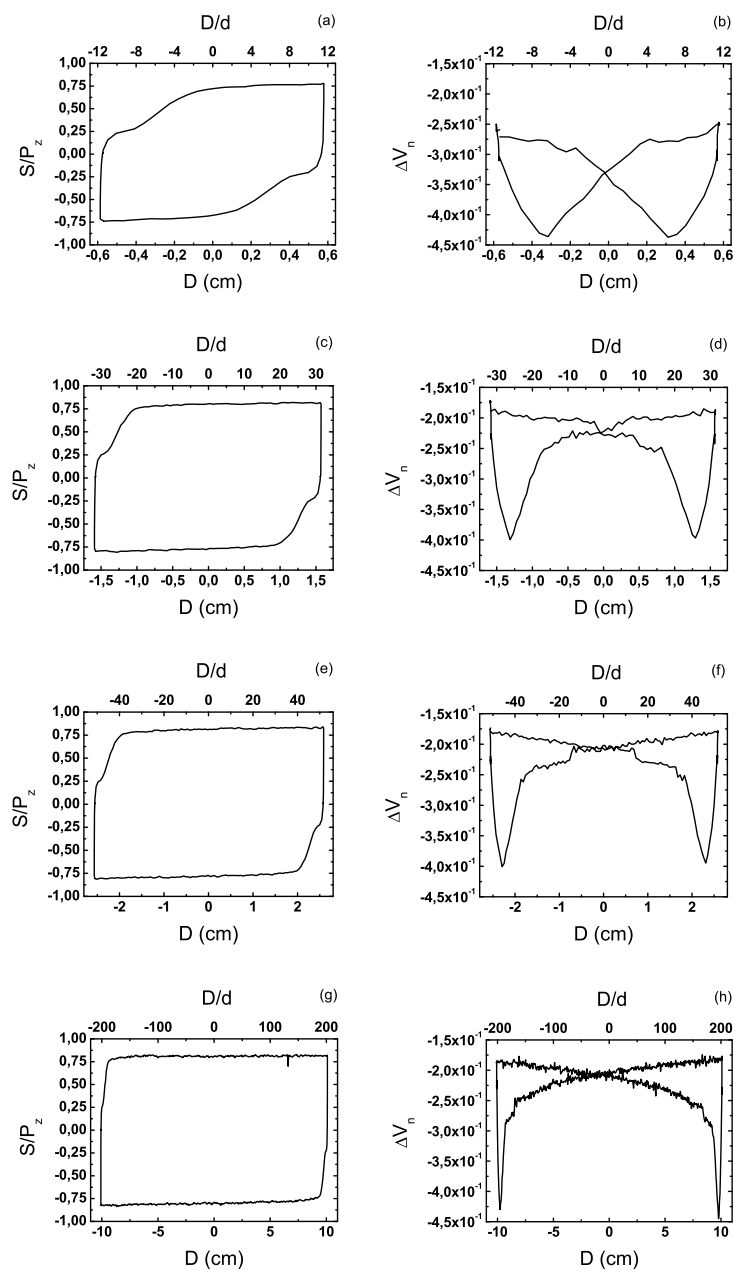 D/d (a)
-12 -8 -4 0 4 8 12
1,00
0,75
0,50
0,25
0,00
-0,25
-0,50
-0,75
-1,00
S/Pz
-0,6 -0,4 -0,2 0,0 0,2 0,4 0,6
D (cm)
D/d (b)
-12 -8 -4 0 4 8 12
-1,5x10⁻¹
-2,0x10⁻¹
-2,5x10⁻¹
-3,0x10⁻¹
-3,5x10⁻¹
-4,0x10⁻¹
-4,5x10⁻¹
ΔVn
-0,6 -0,4 -0,2 0,0 0,2 0,4 0,6
D (cm)
D/d (c)
-30 -20 -10 0 10 20 30
1,00
0,75
0,50
0,25
0,00
-0,25
-0,50
-0,75
-1,00
S/Pz
-1,5 -1,0 -0,5 0,0 0,5 1,0 1,5
D (cm)
D/d (d)
-30 -20 -10 0 10 20 30
-1,5x10⁻¹
-2,0x10⁻¹
-2,5x10⁻¹
-3,0x10⁻¹
-3,5x10⁻¹
-4,0x10⁻¹
-4,5x10⁻¹
ΔVn
-1,5 -1,0 -0,5 0,0 0,5 1,0 1,5
D (cm)
D/d (e)
-40 -20 0 20 40
1,00
0,75
0,50
0,25
0,00
-0,25
-0,50
-0,75
-1,00
S/Pz
-2 -1 0 1 2
D (cm)
D/d (f)
-40 -20 0 20 40
-1,5x10⁻¹
-2,0x10⁻¹
-2,5x10⁻¹
-3,0x10⁻¹
-3,5x10⁻¹
-4,0x10⁻¹
-4,5x10⁻¹
ΔVn
-2 -1 0 1 2
D (cm)
D/d (g)
-200 -100 0 100 200
1,00
0,75
0,50
0,25
0,00
-0,25
-0,50
-0,75
-1,00
S/Pz
-10 -5 0 5 10
D (cm)
D/d (h)
-200 -100 0 100 200
-1,5x10⁻¹
-2,0x10⁻¹
-2,5x10⁻¹
-3,0x10⁻¹
-3,5x10⁻¹
-4,0x10⁻¹
-4,5x10⁻¹
ΔVn
-10 -5 0 5 10
D (cm)